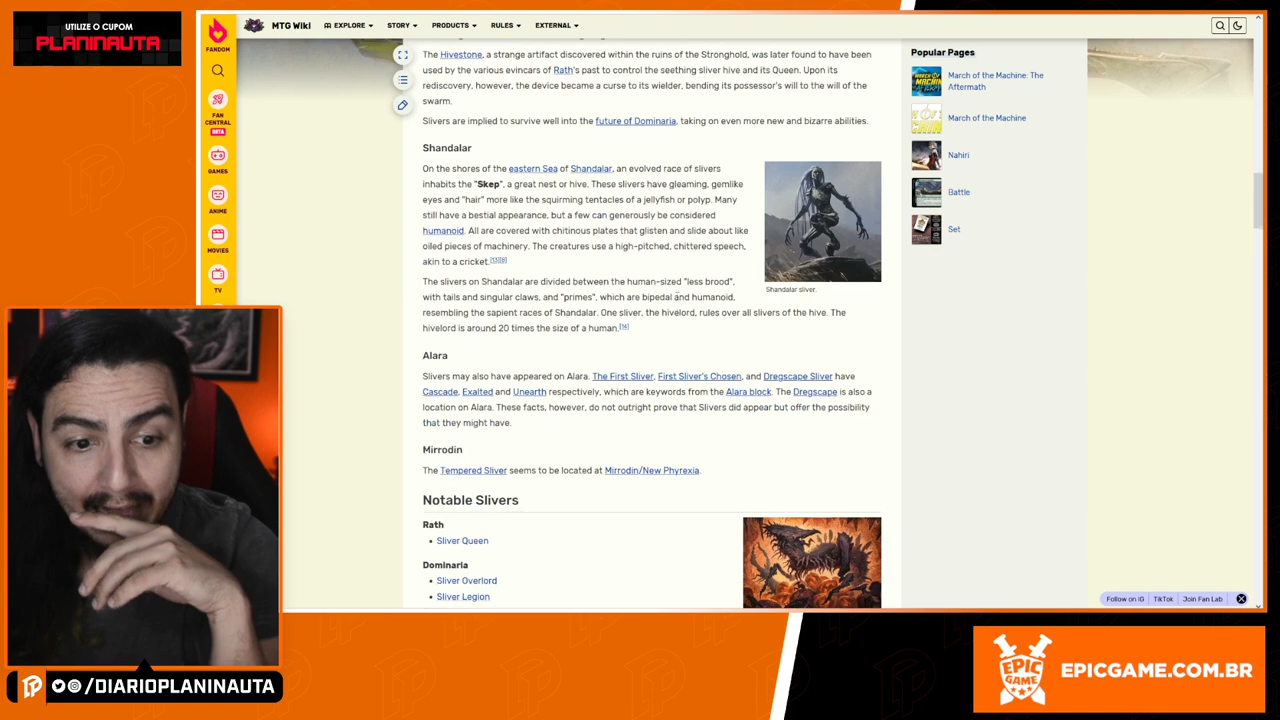 UTILIZE O CUPOM
PLANINAUTA
FANDOM
FAN
CENTRAL
BETA
GAMES
ANIME
MOVIES
TV
MTG Wiki
EXPLORE
STORY
PRODUCTS
RULES
EXTERNAL
The Hivestone, a strange artifact discovered within the ruins of the Stronghold, was later found to have been
used by the various evincars of Rath's past to control the seething sliver hive and its Queen. Upon its
rediscovery, however, the device became a curse to its wielder, bending its possessor's will to the will of the
swarm.
Slivers are implied to survive well into the future of Dominaria, taking on even more new and bizarre abilities.
Shandalar
On the shores of the eastern Sea of Shandalar, an evolved race of slivers
inhabits the "Skep", a great nest or hive. These slivers have gleaming, gemlike
eyes and "hair" more like the squirming tentacles of a jellyfish or polyp. Many
still have a bestial appearance, but a few can generously be considered
humanoid. All are covered with chitinous plates that glisten and slide about like
oiled pieces of machinery. The creatures use a high-pitched, chittered speech,
akin to a cricket.[13][8]
The slivers on Shandalar are divided between the human-sized "less brood",
with tails and singular claws, and "primes", which are bipedal and humanoid,
resembling the sapient races of Shandalar. One sliver, the hivelord, rules over all slivers of the hive. The
hivelord is around 20 times the size of a human.[14]
Shandalar sliver.
Alara
Slivers may also have appeared on Alara. The First Sliver, First Sliver's Chosen, and Dregscape Sliver have
Cascade, Exalted and Unearth respectively, which are keywords from the Alara block. The Dregscape is also a
location on Alara. These facts, however, do not outright prove that Slivers did appear but offer the possibility
that they might have.
Mirrodin
The Tempered Sliver seems to be located at Mirrodin/New Phyrexia.
Notable Slivers
Rath
• Sliver Queen
Dominaria
• Sliver Overlord
• Sliver Legion
Popular Pages
March of the Machine: The
Aftermath
March of the Machine
Nahiri
Battle
Set
Follow on IG
TikTok
Join Fan Lab
/DIARIOPLANINAUTA
EPIC
GAME
EPICGAME.COM.BR